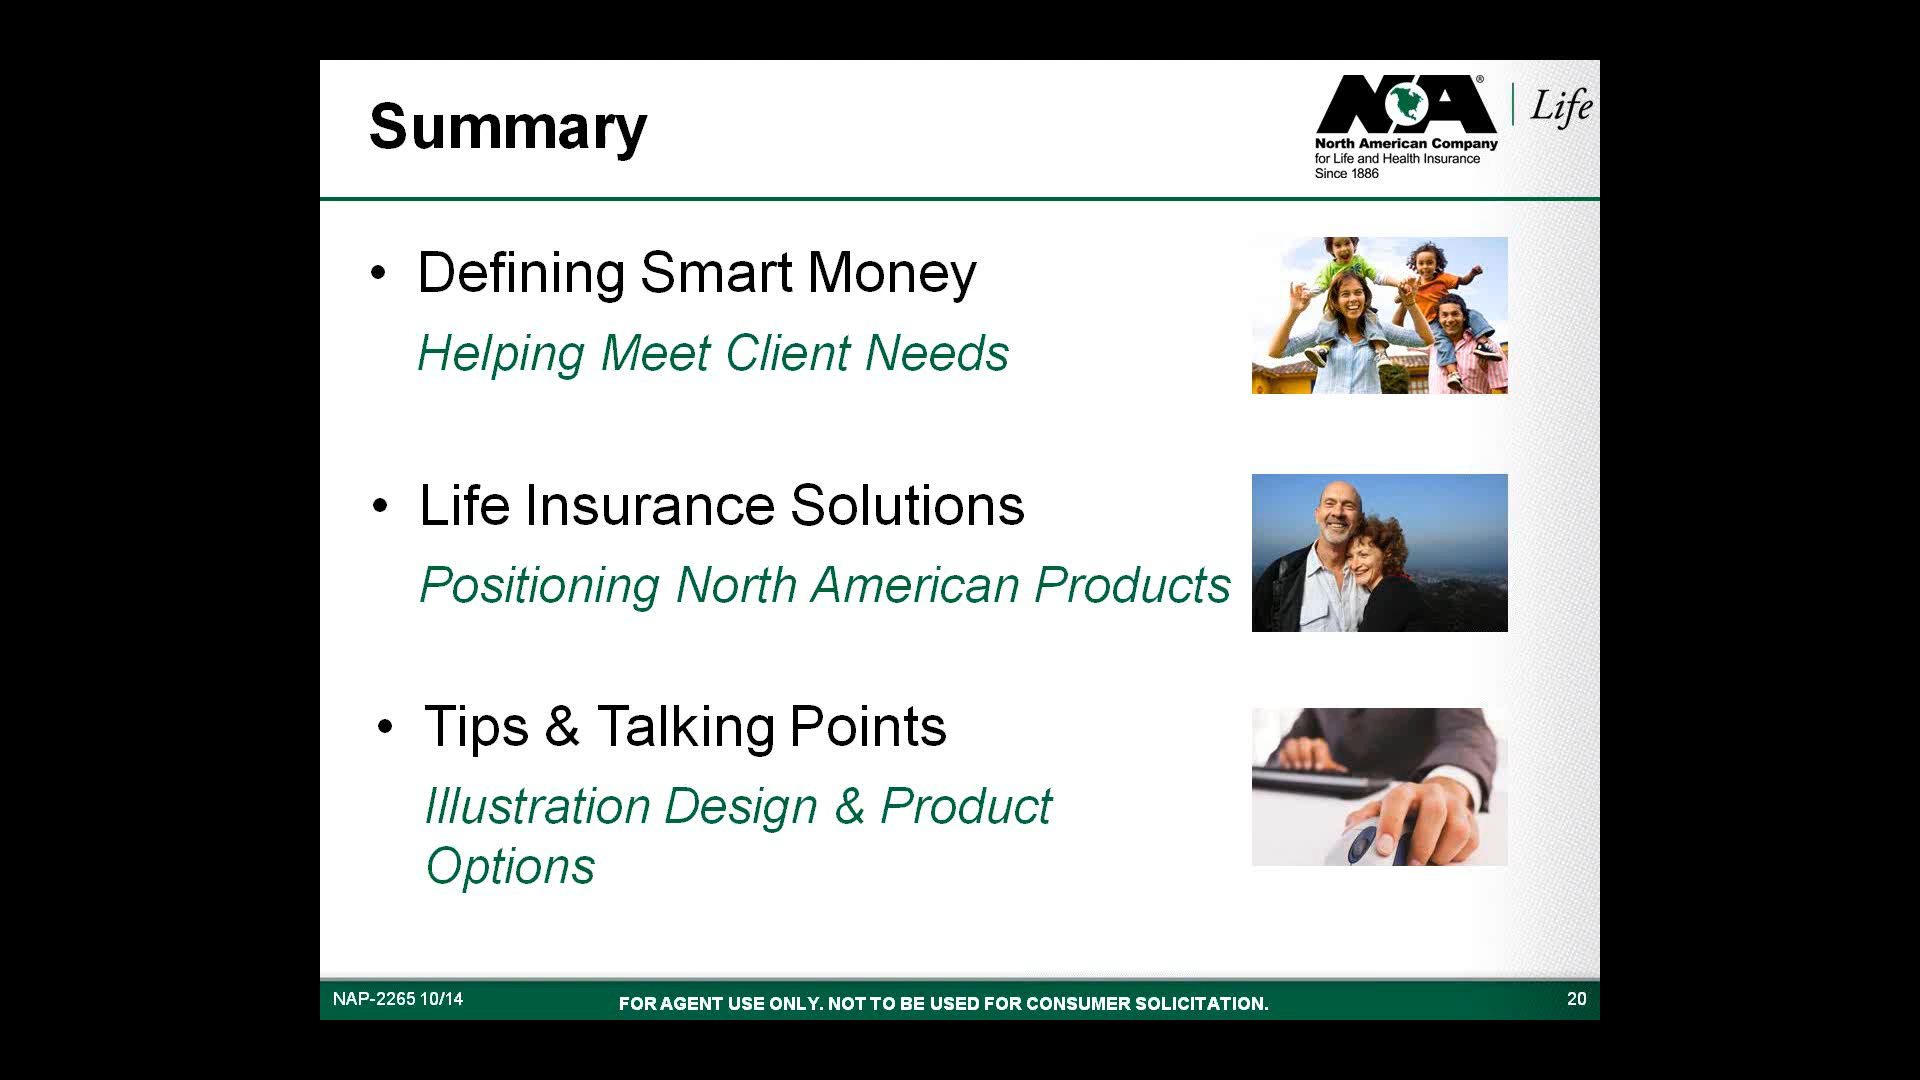 Summary
NA®
Life
North American Company
for Life and Health Insurance
Since 1886
• Defining Smart Money
Helping Meet Client Needs
• Life Insurance Solutions
Positioning North American Products
• Tips & Talking Points
Illustration Design & Product
Options
NAP-2265 10/14
FOR AGENT USE ONLY. NOT TO BE USED FOR CONSUMER SOLICITATION.
20